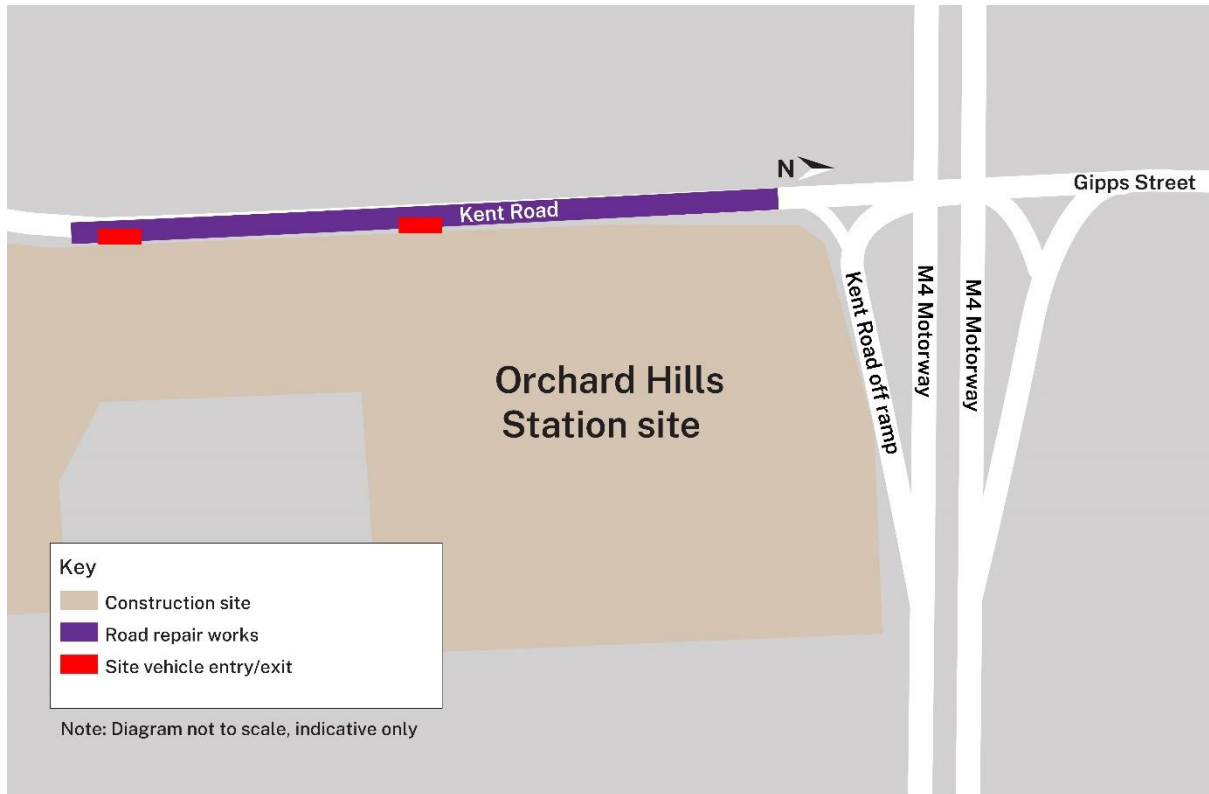 N
Gipps Street
Kent Road
Kent Road off ramp
M4 Motorway
M4 Motorway
Orchard Hills
Station site
Key
Construction site
Road repair works
Site vehicle entry/exit
Note: Diagram not to scale, indicative only